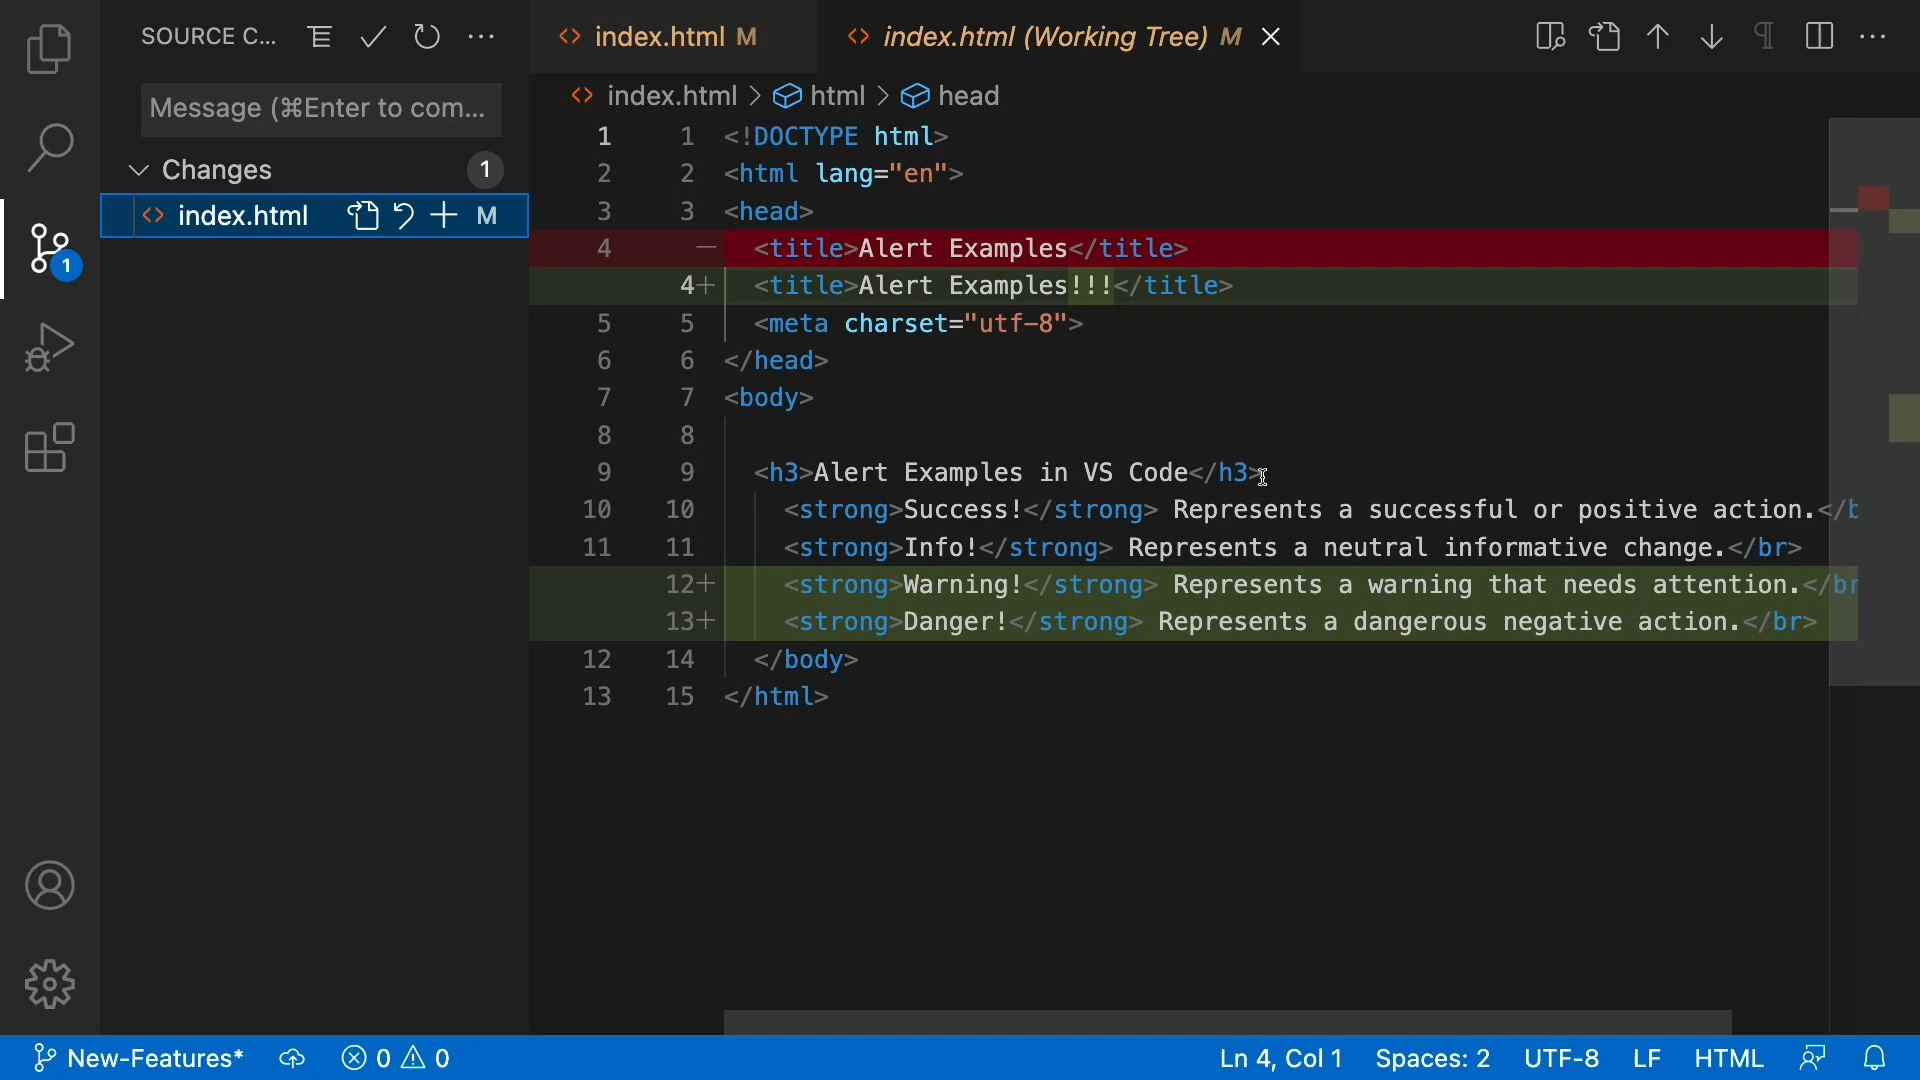 SOURCE C...
Message (⌘Enter to com...
Changes 1
index.html M
1
index.html M
index.html (Working Tree) M
index.html > html > head
1 1 <!DOCTYPE html>
2 2 <html lang="en">
3 3 <head>
4 — <title>Alert Examples</title>
4+ <title>Alert Examples!!!</title>
5 5 <meta charset="utf-8">
6 6 </head>
7 7 <body>
8 8
9 9 <h3>Alert Examples in VS Code</h3>
10 10 <strong>Success!</strong> Represents a successful or positive action.</b
11 11 <strong>Info!</strong> Represents a neutral informative change.</br>
12+ <strong>Warning!</strong> Represents a warning that needs attention.</br
13+ <strong>Danger!</strong> Represents a dangerous negative action.</br>
12 14 </body>
13 15 </html>
New-Features* 0 0 Ln 4, Col 1 Spaces: 2 UTF-8 LF HTML